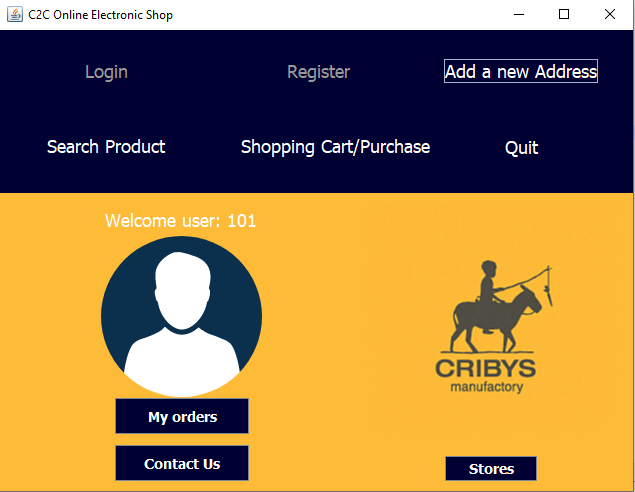 C2C Online Electronic Shop
Login
Register
Add a new Address
Search Product
Shopping Cart/Purchase
Quit
Welcome user: 101
CRIBYS
manufactory
My orders
Contact Us
Stores